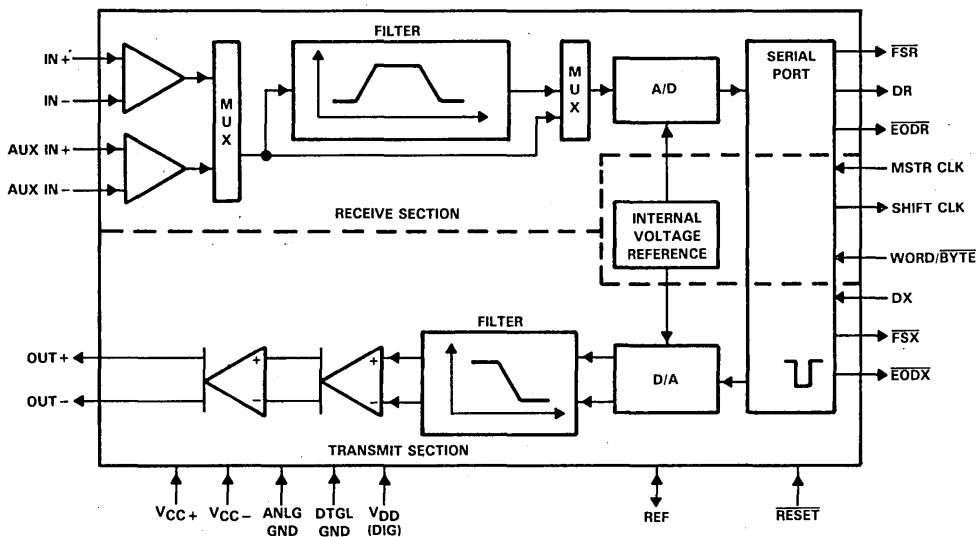 FILTER
IN+
IN−
AUX IN+
AUX IN−
MUX
MUX
A/D
SERIAL
PORT
FSR
DR
EODR
MSTR CLK
SHIFT CLK
WORD/BYTE
DX
FSX
EODX
RECEIVE SECTION
INTERNAL
VOLTAGE
REFERENCE
FILTER
OUT+
OUT−
+
−
+
−
D/A
TRANSMIT SECTION
VCC+
VCC−
ANLG
GND
DTGL
GND
VDD
(DIG)
REF
RESET